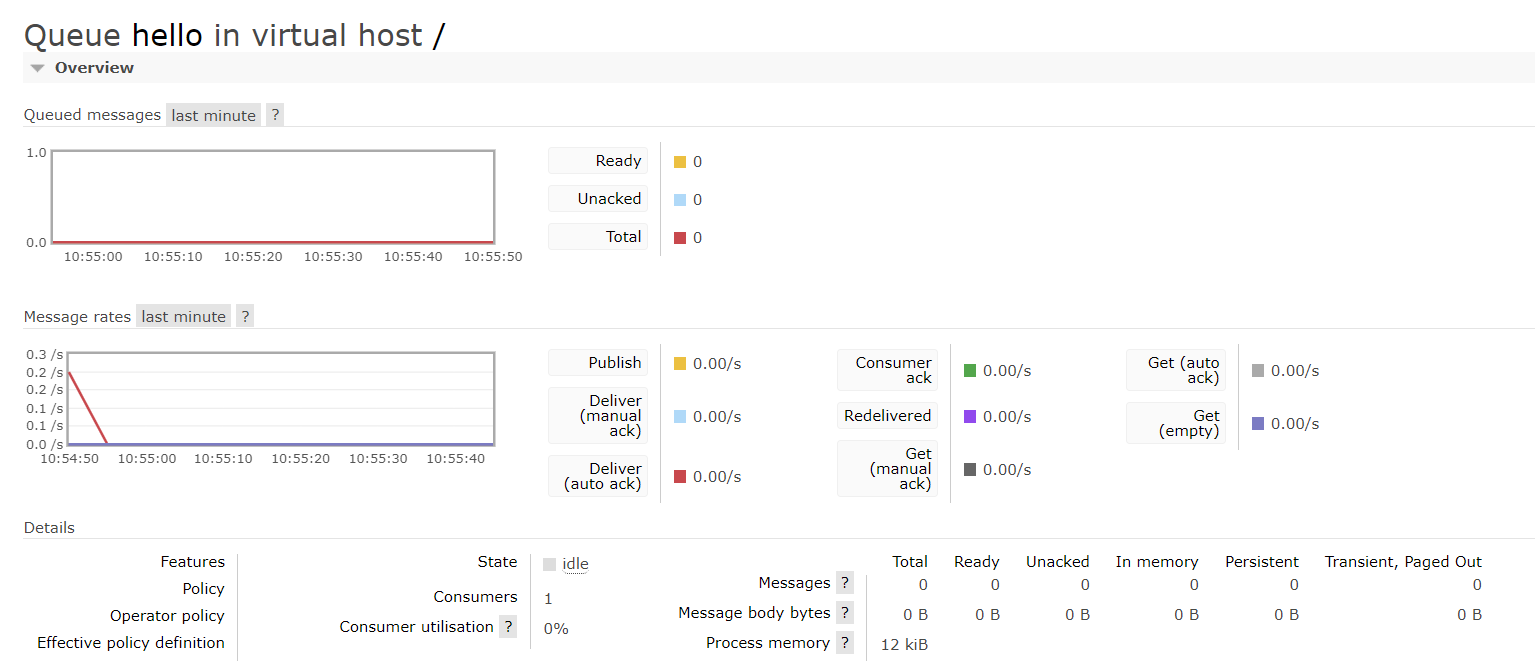 Queue hello in virtual host /
Overview
Queued messages last minute ?
1.0
0.0
10:55:00 10:55:10 10:55:20 10:55:30 10:55:40 10:55:50
Ready 0
Unacked 0
Total 0
Message rates last minute ?
0.3 /s
0.2 /s
0.2 /s
0.1 /s
0.1 /s
0.0 /s
10:54:50 10:55:00 10:55:10 10:55:20 10:55:30 10:55:40
Publish 0.00/s
Deliver
(manual 0.00/s
ack)
Deliver
(auto ack) 0.00/s
Consumer
ack 0.00/s
Redelivered 0.00/s
Get
(manual 0.00/s
ack)
Get (auto
ack) 0.00/s
Get
(empty) 0.00/s
Details
Features
Policy
Operator policy
Effective policy definition
State idle
Consumers 1
Consumer utilisation ? 0%
Total Ready Unacked In memory Persistent Transient, Paged Out
Messages ? 0 0 0 0 0 0
Message body bytes ? 0 B 0 B 0 B 0 B 0 B 0 B
Process memory ? 12 kiB